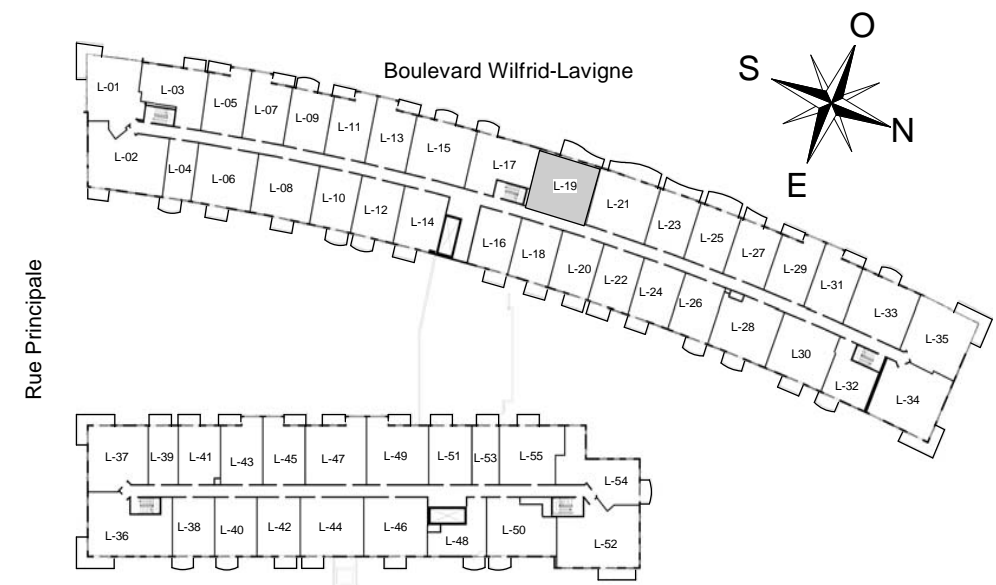 O
S
N
E
Boulevard Wilfrid-Lavigne
Rue Principale
L-01
L-03
L-05
L-07
L-09
L-11
L-13
L-15
L-17
L-19
L-21
L-23
L-25
L-27
L-29
L-31
L-33
L-35
L-02
L-04
L-06
L-08
L-10
L-12
L-14
L-16
L-18
L-20
L-22
L-24
L-26
L-28
L30
L-32
L-34
L-37
L-39
L-41
L-43
L-45
L-47
L-49
L-51
L-53
L-55
L-54
L-36
L-38
L-40
L-42
L-44
L-46
L-48
L-50
L-52